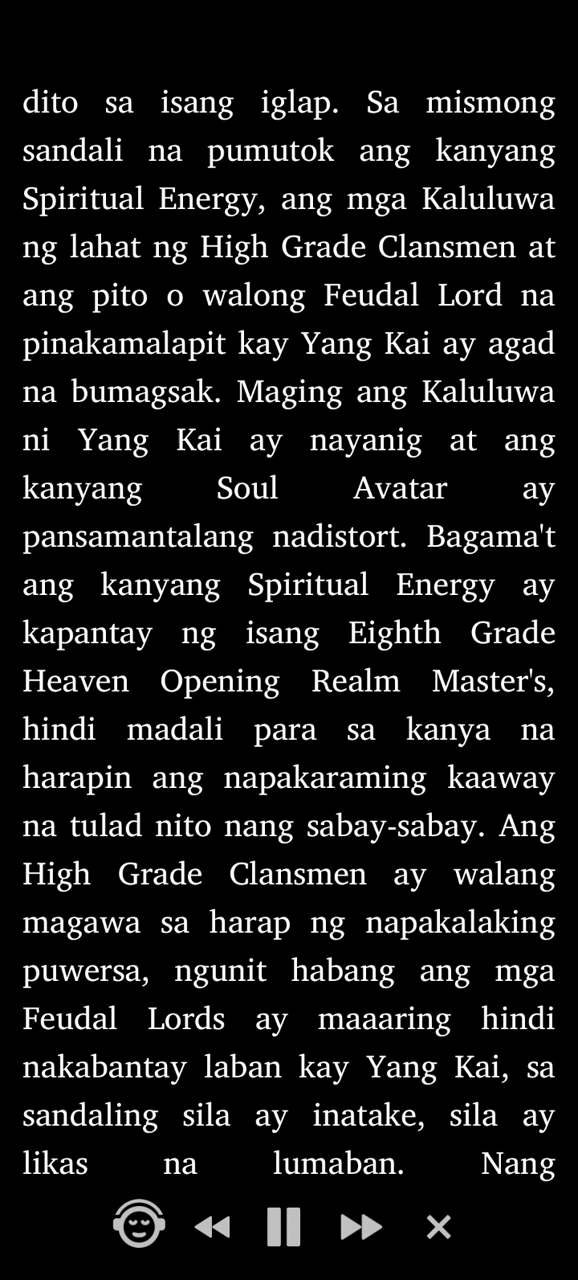 dito sa isang iglap. Sa mismong
sandali na pumutok ang kanyang
Spiritual Energy, ang mga Kaluluwa
ng lahat ng High Grade Clansmen at
ang pito o walong Feudal Lord na
pinakamalapit kay Yang Kai ay agad
na bumagsak. Maging ang Kaluluwa
ni Yang Kai ay nayanig at ang
kanyang Soul Avatar ay
pansamantalang nadistort. Bagama't
ang kanyang Spiritual Energy ay
kapantay ng isang Eighth Grade
Heaven Opening Realm Master's,
hindi madali para sa kanya na
harapin ang napakaraming kaaway
na tulad nito nang sabay-sabay. Ang
High Grade Clansmen ay walang
magawa sa harap ng napakalaking
puwersa, ngunit habang ang mga
Feudal Lords ay maaaring hindi
nakabantay laban kay Yang Kai, sa
sandaling sila ay inatake, sila ay
likas na lumaban. Nang